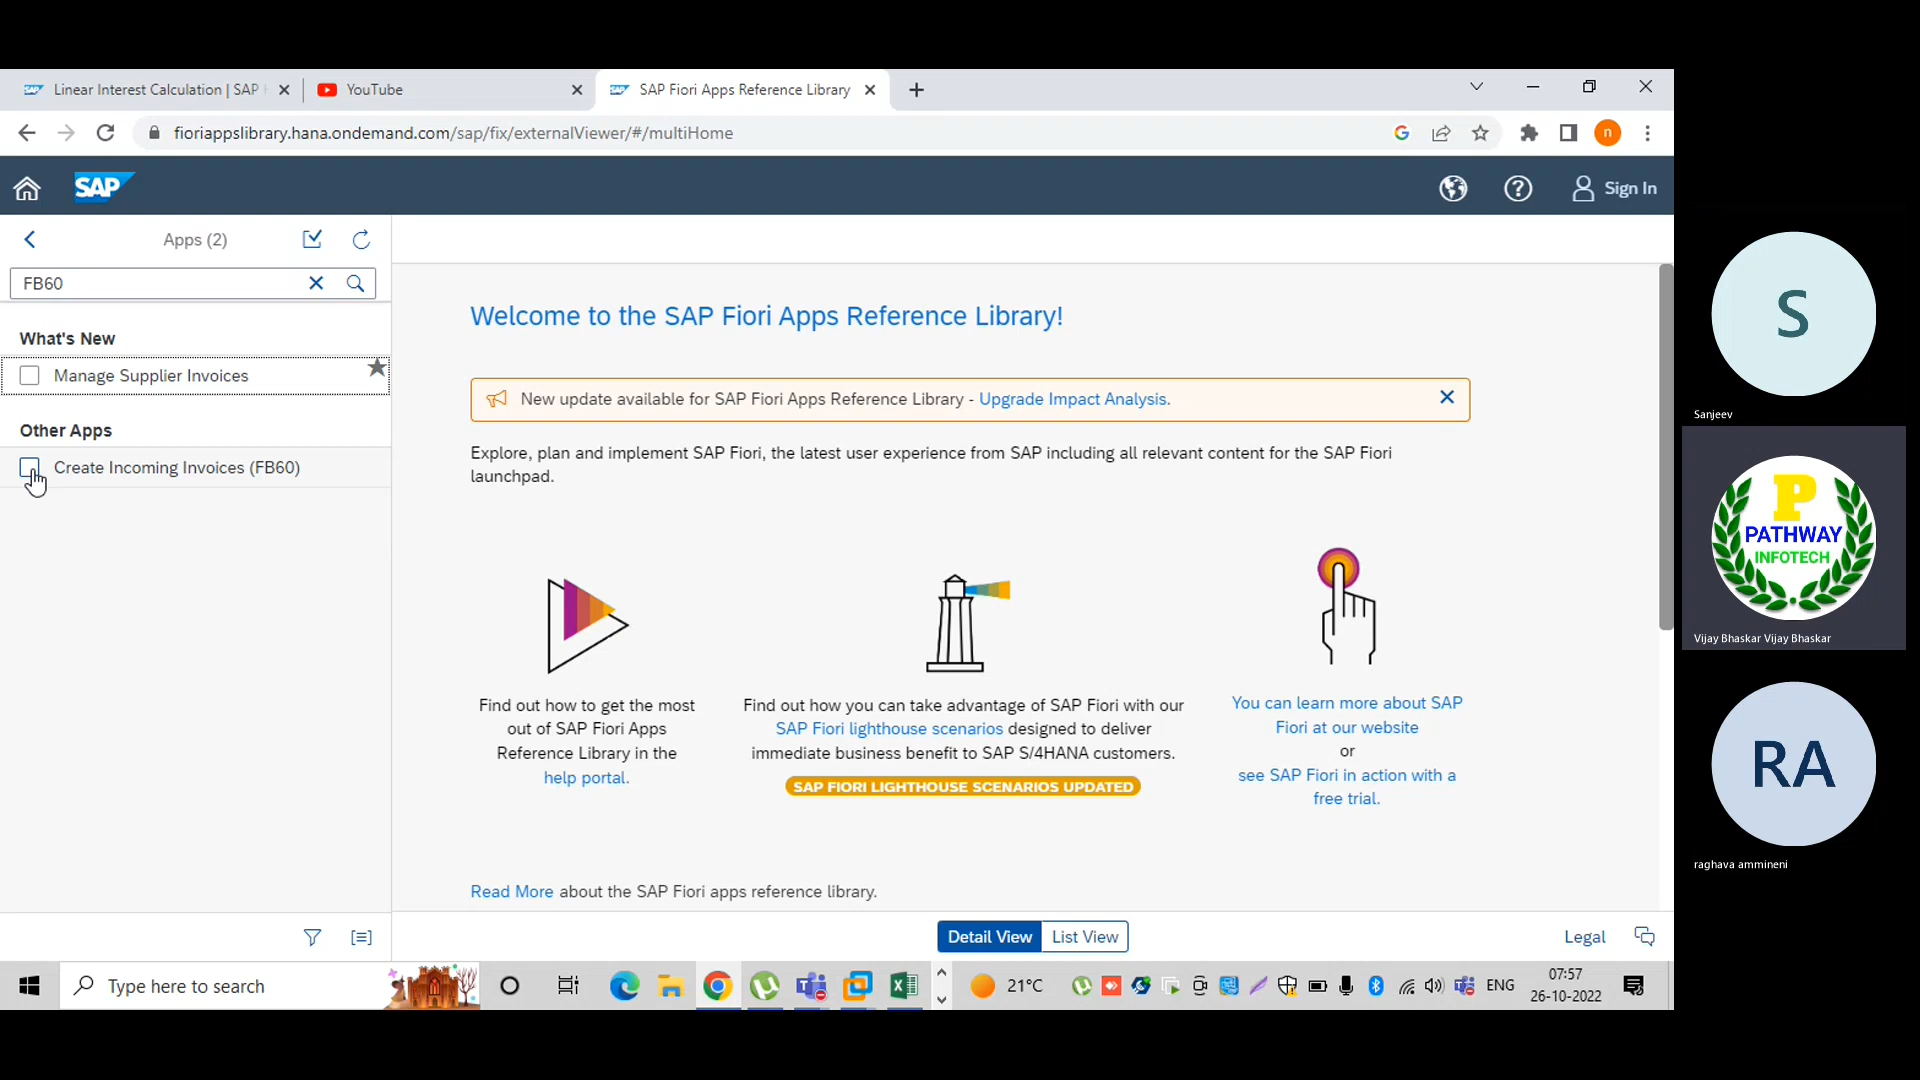 Linear Interest Calculation | SAP
YouTube
SAP Fiori Apps Reference Library
fioriappslibrary.hana.ondemand.com/sap/fix/externalViewer/#/multiHome
n
SAP
Sign In
Apps (2)
FB60
What's New
Manage Supplier Invoices
Other Apps
Create Incoming Invoices (FB60)
Welcome to the SAP Fiori Apps Reference Library!
New update available for SAP Fiori Apps Reference Library - Upgrade Impact Analysis.
Explore, plan and implement SAP Fiori, the latest user experience from SAP including all relevant content for the SAP Fiori
launchpad.
Find out how to get the most
out of SAP Fiori Apps
Reference Library in the
help portal.
Find out how you can take advantage of SAP Fiori with our
SAP Fiori lighthouse scenarios designed to deliver
immediate business benefit to SAP S/4HANA customers.
SAP FIORI LIGHTHOUSE SCENARIOS UPDATED
You can learn more about SAP
Fiori at our website
or
see SAP Fiori in action with a
free trial.
Read More about the SAP Fiori apps reference library.
Detail View
List View
Legal
Type here to search
21°C
ENG
07:57
26-10-2022
S
Sanjeev
P
PATHWAY
INFOTECH
Vijay Bhaskar Vijay Bhaskar
RA
raghava ammineni